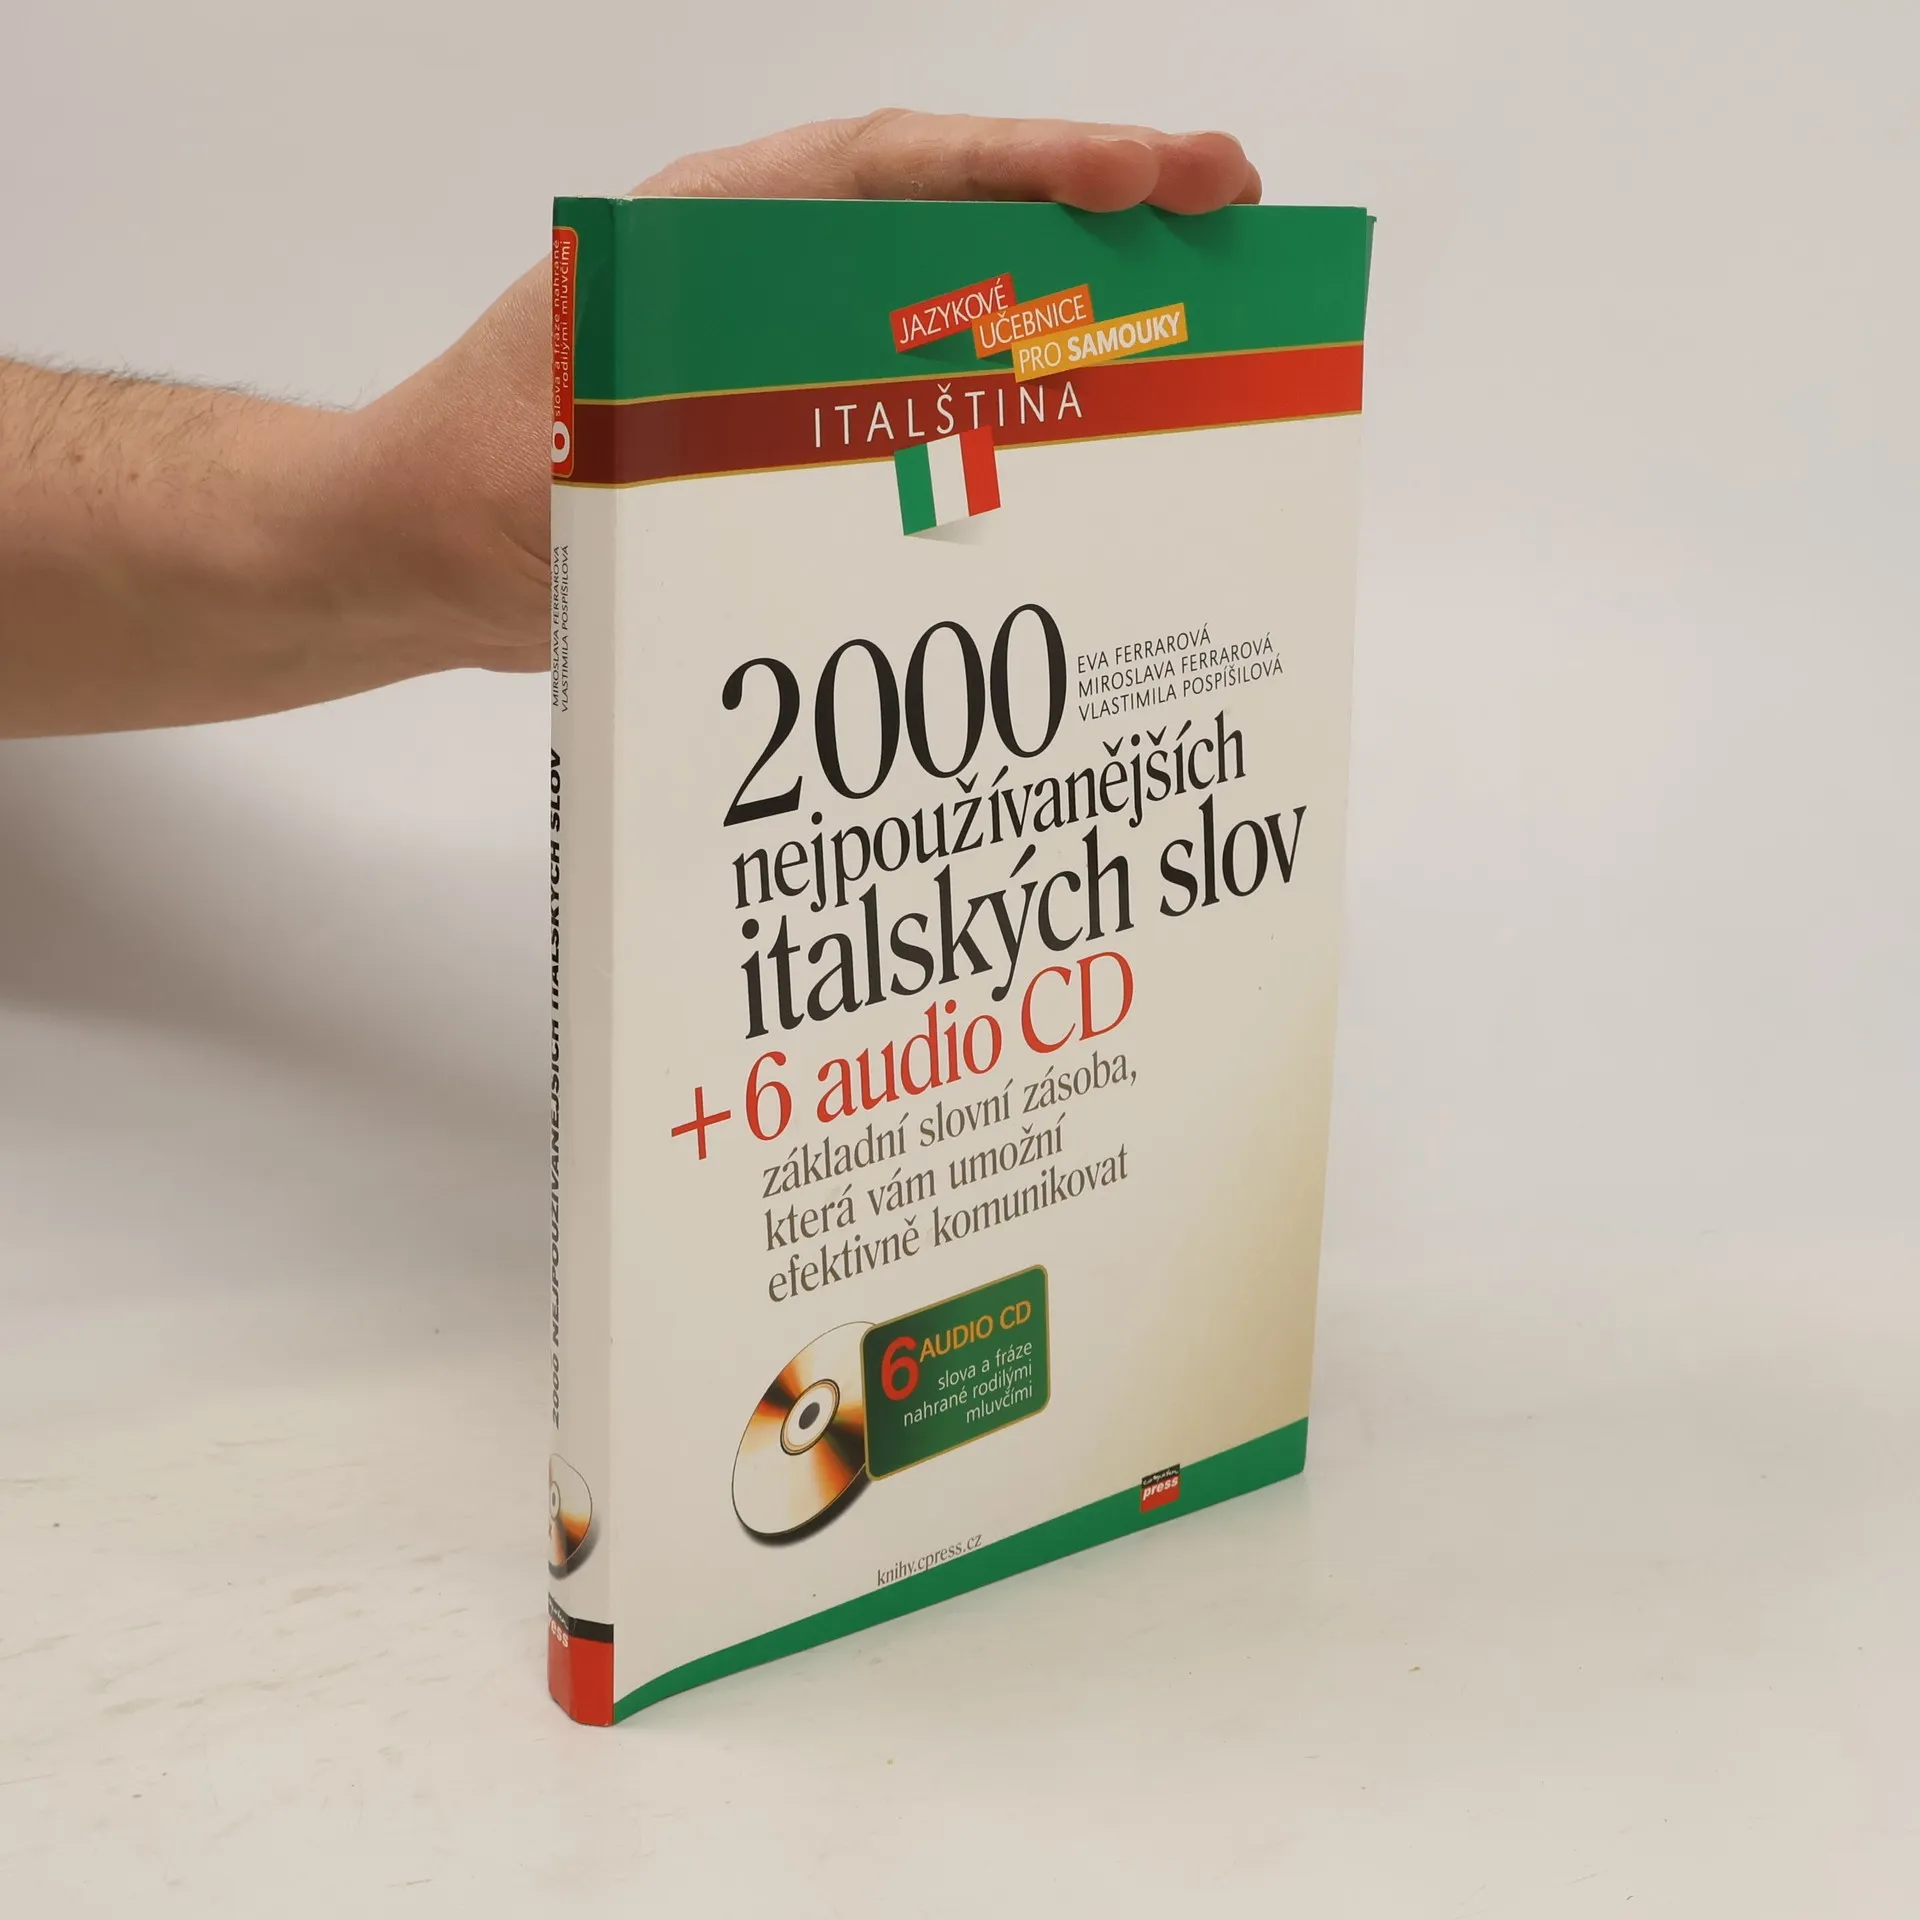 JAZYKOVÉ
UČEBNICE
PRO SAMOUKY
ITALŠTINA
2000
EVA FERRAROVÁ
MIROSLAVA FERRAROVÁ
VLASTIMILA POSPÍŠILOVÁ
nejpoužívanějších
italských slov
+ 6 audio CD
základní slovní zásoba,
která vám umožní
efektivně komunikovat
6 AUDIO CD
slova a fráze
nahrané rodilými
mluvčími
knihy.cpress.cz
computer
press
slova a fráze nahrané
rodilými mluvčími
MIROSLAVA FERRAROVÁ
VLASTIMILA POSPÍŠILOVÁ
2000 NEJPOUŽÍVANĚJŠÍCH ITALSKÝCH SLOV